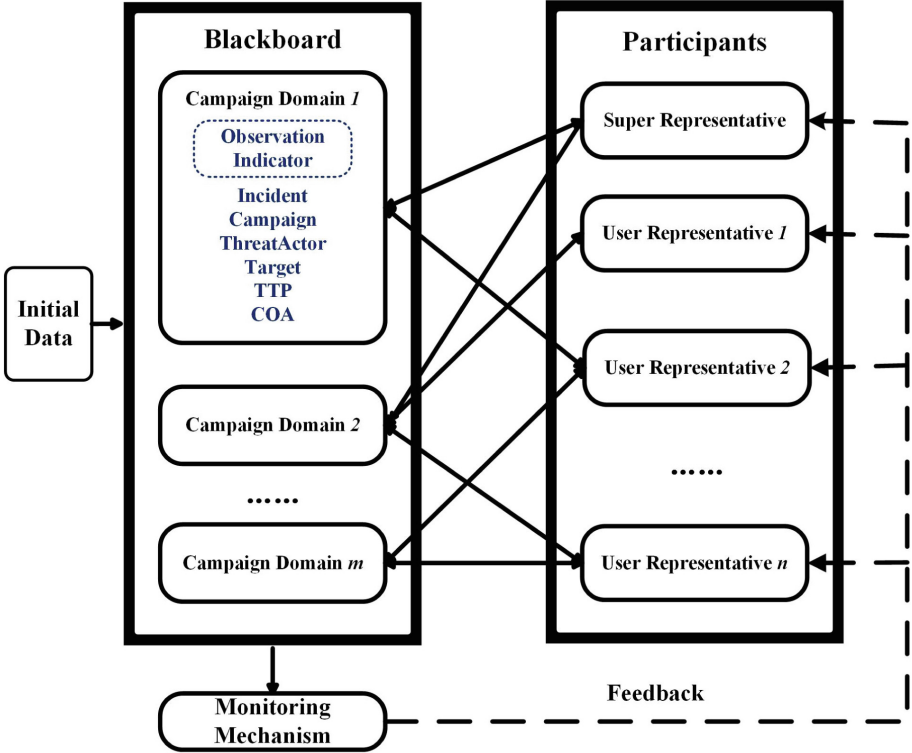 Blackboard
Campaign Domain 1
Observation
Indicator
Incident
Campaign
ThreatActor
Target
TTP
COA
Initial
Data
Campaign Domain 2
......
Campaign Domain m
Monitoring
Mechanism
Participants
Super Representative
User Representative 1
User Representative 2
......
User Representative n
Feedback